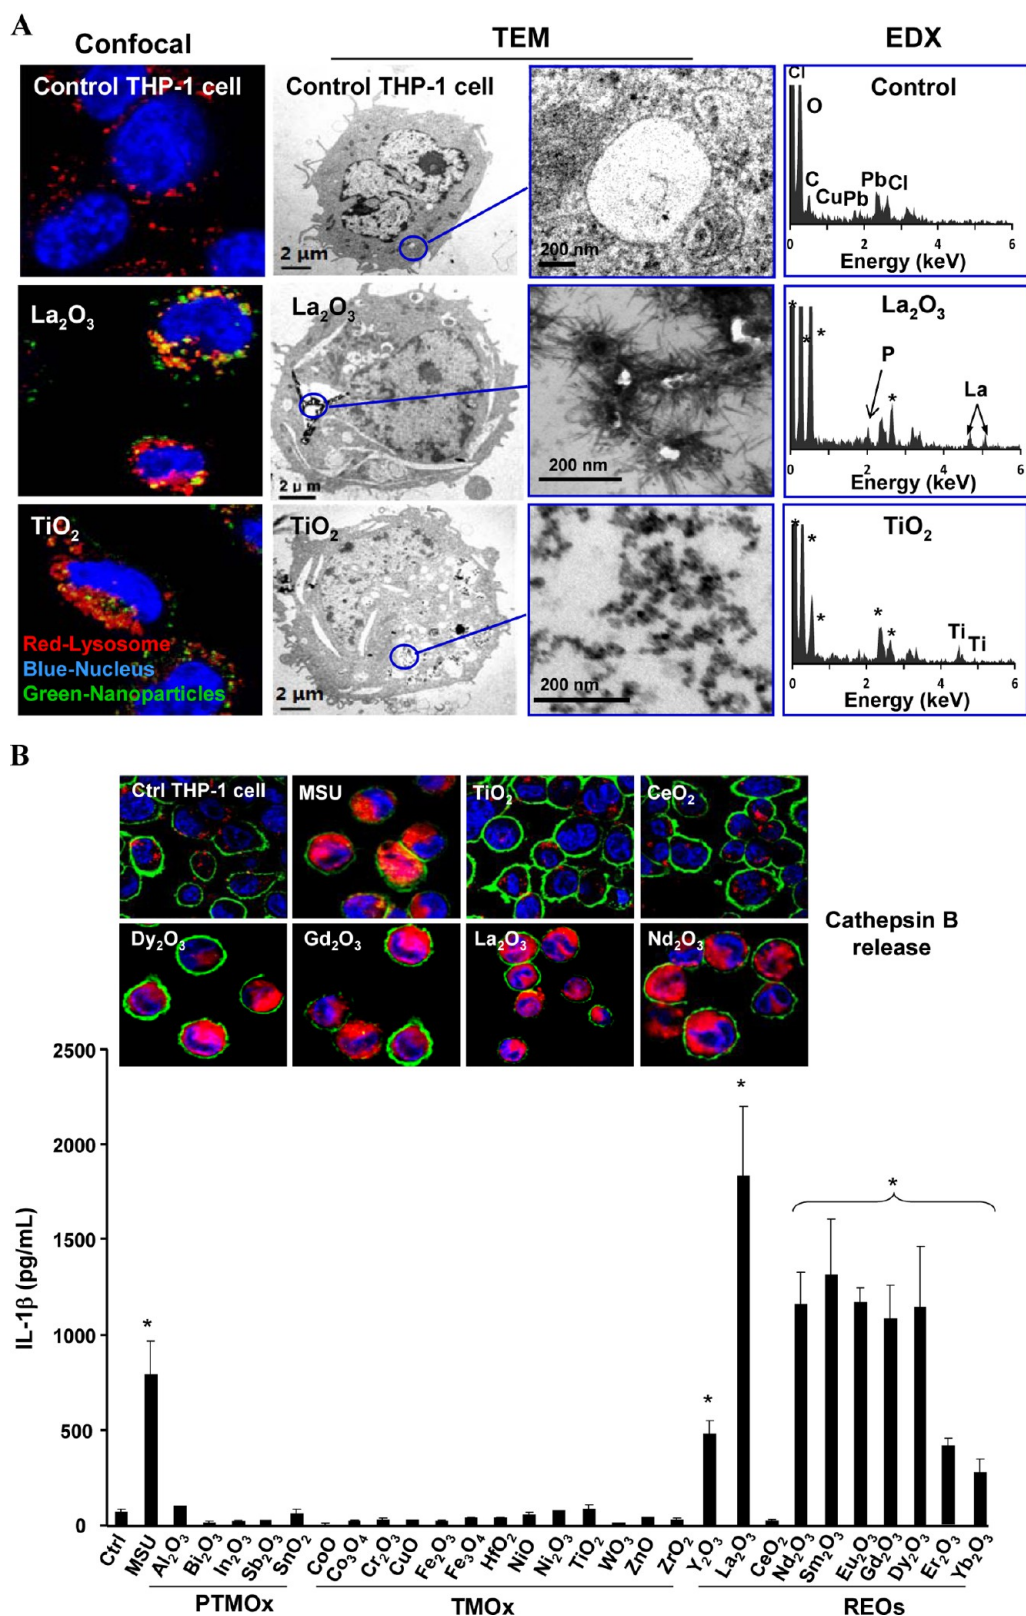 A
Confocal
TEM
EDX
Control THP-1 cell
Control THP-1 cell
2 μm
200 nm
Control
Cl
O
C
CuPb
Pb
Cl
0 2 4 6
Energy (keV)
La₂O₃
La₂O₃
2 μm
200 nm
La₂O₃
* * * *
P
*
La
0 2 4 6
Energy (keV)
TiO₂
Red-Lysosome
Blue-Nucleus
Green-Nanoparticles
TiO₂
2 μm
200 nm
TiO₂
* * * * *
Ti
Ti
0 2 4 6
Energy (keV)
B
Ctrl THP-1 cell
MSU
TiO₂
CeO₂
Dy₂O₃
Gd₂O₃
La₂O₃
Nd₂O₃
Cathepsin B
release
IL-1β (pg/mL)
2500
2000
1500
1000
500
0
*
*
*
*
Ctrl
MSU
Al₂O₃
Bi₂O₃
In₂O₃
Sb₂O₃
SnO₂
CoO
Co₃O₄
Cr₂O₃
CuO
Fe₂O₃
Fe₃O₄
HfO₂
NiO
Ni₂O₃
TiO₂
WO₃
ZnO
ZrO₂
Y₂O₃
La₂O₃
CeO₂
Nd₂O₃
Sm₂O₃
Eu₂O₃
Gd₂O₃
Dy₂O₃
Er₂O₃
Yb₂O₃
PTMOx
TMOx
REOs